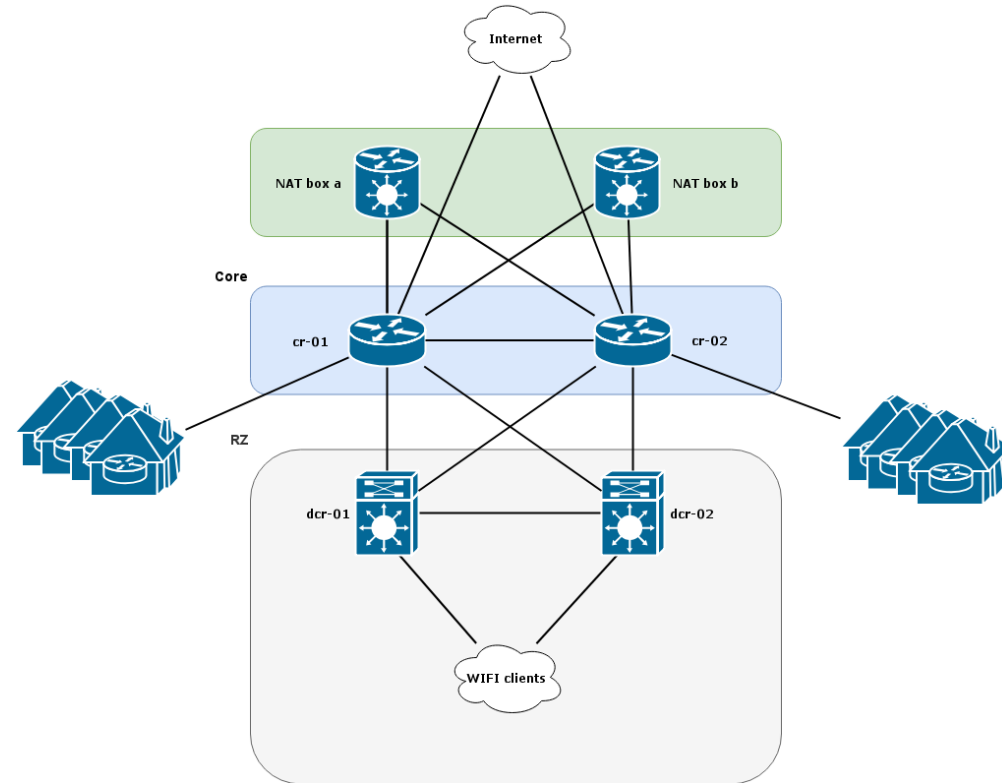 Internet
NAT box a
NAT box b
Core
cr-01
cr-02
RZ
dcr-01
dcr-02
WIFI clients